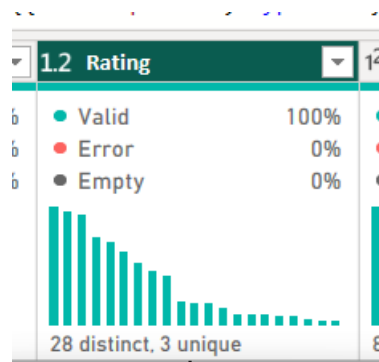 1.2 Rating
Valid 100%
Error 0%
Empty 0%
28 distinct, 3 unique